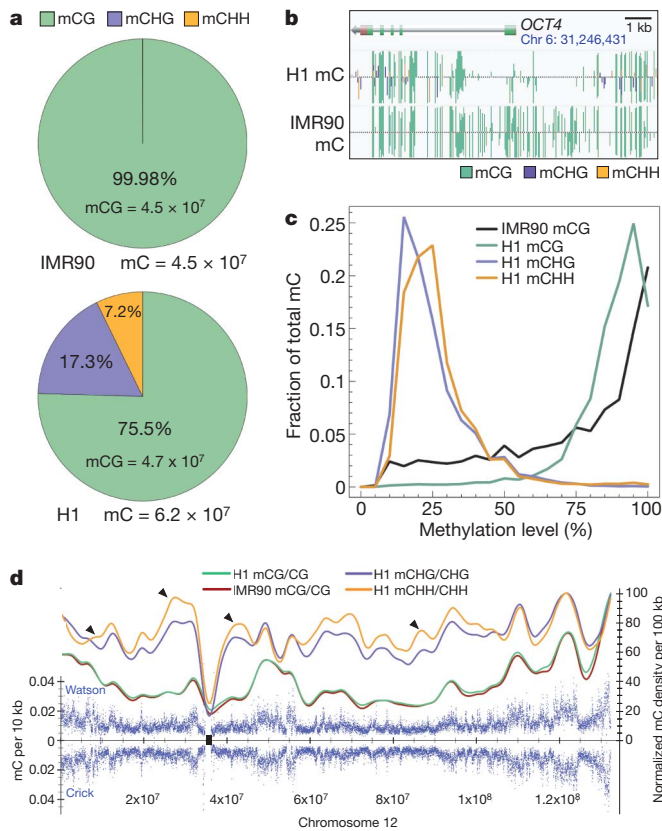 a
mCG mCHG mCHH
99.98%
mCG = 4.5 × 10⁷
IMR90 mC = 4.5 × 10⁷
7.2%
17.3%
75.5%
mCG = 4.7 x 10⁷
H1 mC = 6.2 × 10⁷
b
OCT4
1 kb
Chr 6: 31,246,431
H1 mC
IMR90
mC
mCG mCHG mCHH
c
IMR90 mCG
H1 mCG
H1 mCHG
H1 mCHH
Fraction of total mC
0.25
0.2
0.15
0.1
0.05
0
0 25 50 75 100
Methylation level (%)
d
H1 mCG/CG H1 mCHG/CHG
IMR90 mCG/CG H1 mCHH/CHH
mC per 10 kb
0.04
0.02
0
0.02
0.04
Watson
Crick
100
80
60
40
20
0
Normalized mC density per 100 kb
2x10⁷ 4x10⁷ 6x10⁷ 8x10⁷ 1x10⁸ 1.2x10⁸
Chromosome 12